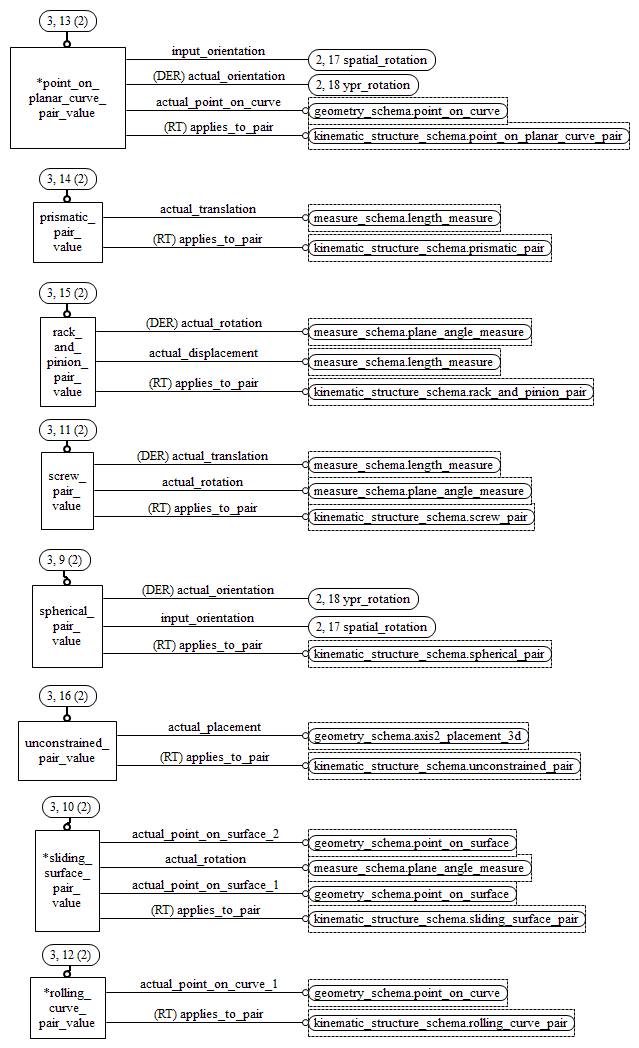 3, 13 (2)
*point_on_
planar_curve_
pair_value
input_orientation
2, 17 spatial_rotation
(DER) actual_orientation
2, 18 ypr_rotation
actual_point_on_curve
geometry_schema.point_on_curve
(RT) applies_to_pair
kinematic_structure_schema.point_on_planar_curve_pair
3, 14 (2)
prismatic_
pair_
value
actual_translation
measure_schema.length_measure
(RT) applies_to_pair
kinematic_structure_schema.prismatic_pair
3, 15 (2)
rack_
and_
pinion_
pair_
value
(DER) actual_rotation
measure_schema.plane_angle_measure
actual_displacement
measure_schema.length_measure
(RT) applies_to_pair
kinematic_structure_schema.rack_and_pinion_pair
3, 11 (2)
screw_
pair_
value
(DER) actual_translation
measure_schema.length_measure
actual_rotation
measure_schema.plane_angle_measure
(RT) applies_to_pair
kinematic_structure_schema.screw_pair
3, 9 (2)
spherical_
pair_
value
(DER) actual_orientation
2, 18 ypr_rotation
input_orientation
2, 17 spatial_rotation
(RT) applies_to_pair
kinematic_structure_schema.spherical_pair
3, 16 (2)
unconstrained_
pair_value
actual_placement
geometry_schema.axis2_placement_3d
(RT) applies_to_pair
kinematic_structure_schema.unconstrained_pair
3, 10 (2)
*sliding_
surface_
pair_
value
actual_point_on_surface_2
geometry_schema.point_on_surface
actual_rotation
measure_schema.plane_angle_measure
actual_point_on_surface_1
geometry_schema.point_on_surface
(RT) applies_to_pair
kinematic_structure_schema.sliding_surface_pair
3, 12 (2)
*rolling_
curve_
pair_value
actual_point_on_curve_1
geometry_schema.point_on_curve
(RT) applies_to_pair
kinematic_structure_schema.rolling_curve_pair